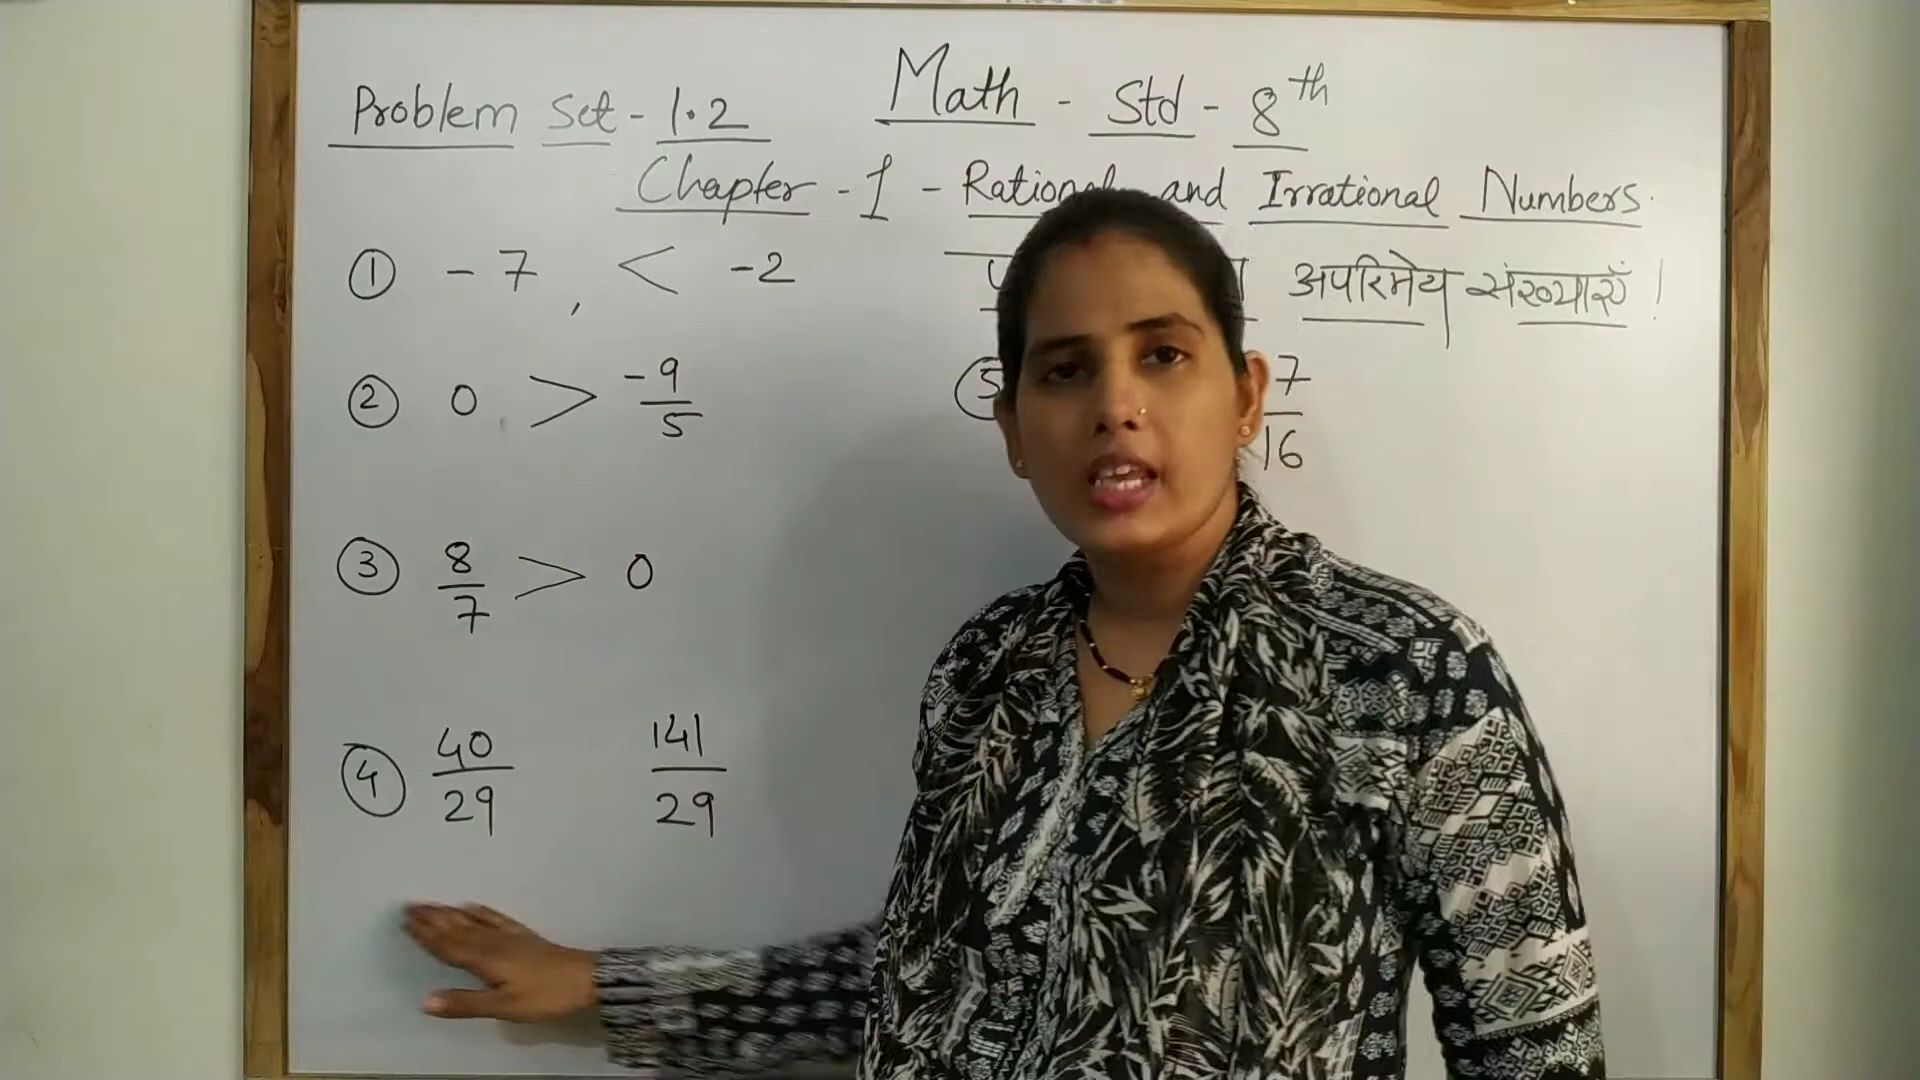 Problem Set - 1.2
Math - Std - 8th
Chapter - 1 - and Irrational Numbers.
अपरिमेय संख्याएँ !
① -7 , < -2
② 0 > -9/5
③ 8/7 > 0
④ 40/29 141/29
⑤ 7/16